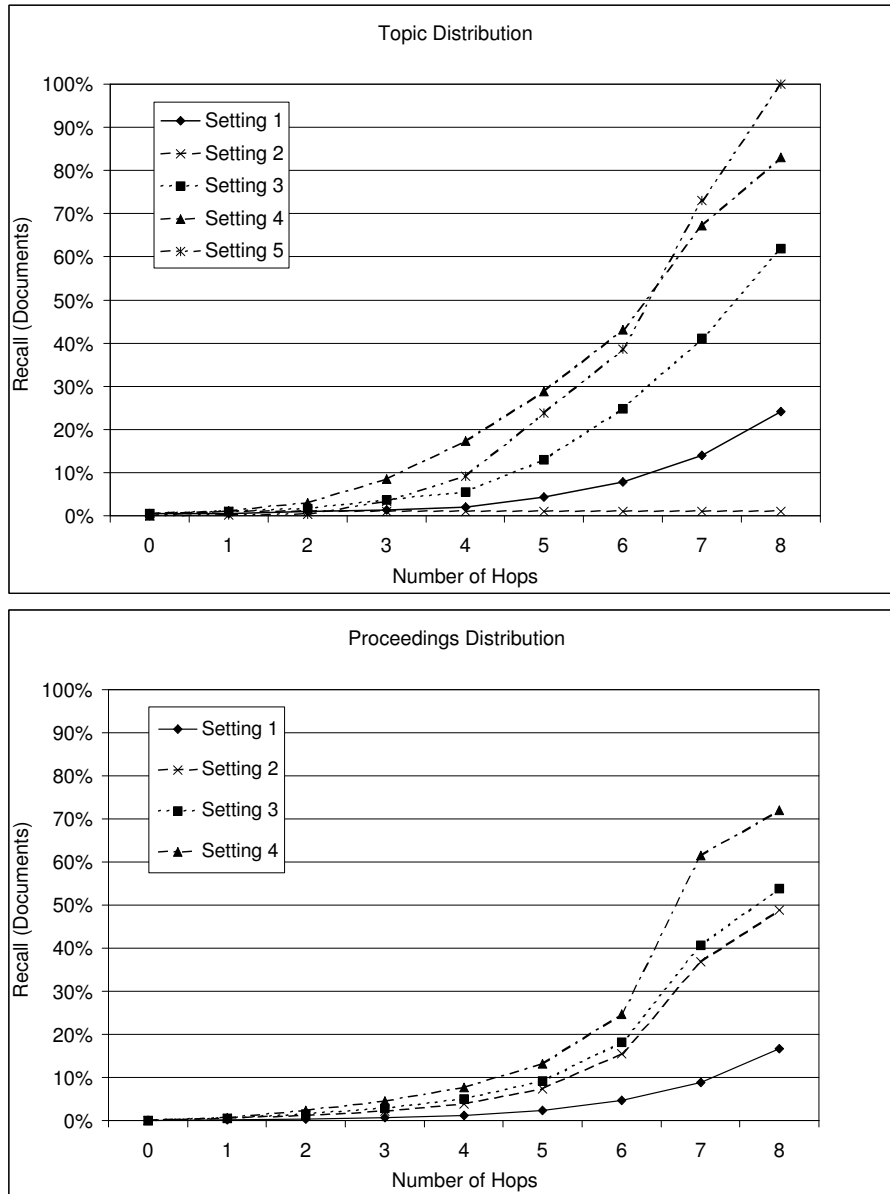 Topic Distribution
100%
90%
80%
70%
60%
50%
40%
30%
20%
10%
0%
Recall (Documents)
Setting 1
Setting 2
Setting 3
Setting 4
Setting 5
0 1 2 3 4 5 6 7 8
Number of Hops
Proceedings Distribution
100%
90%
80%
70%
60%
50%
40%
30%
20%
10%
0%
Recall (Documents)
Setting 1
Setting 2
Setting 3
Setting 4
0 1 2 3 4 5 6 7 8
Number of Hops